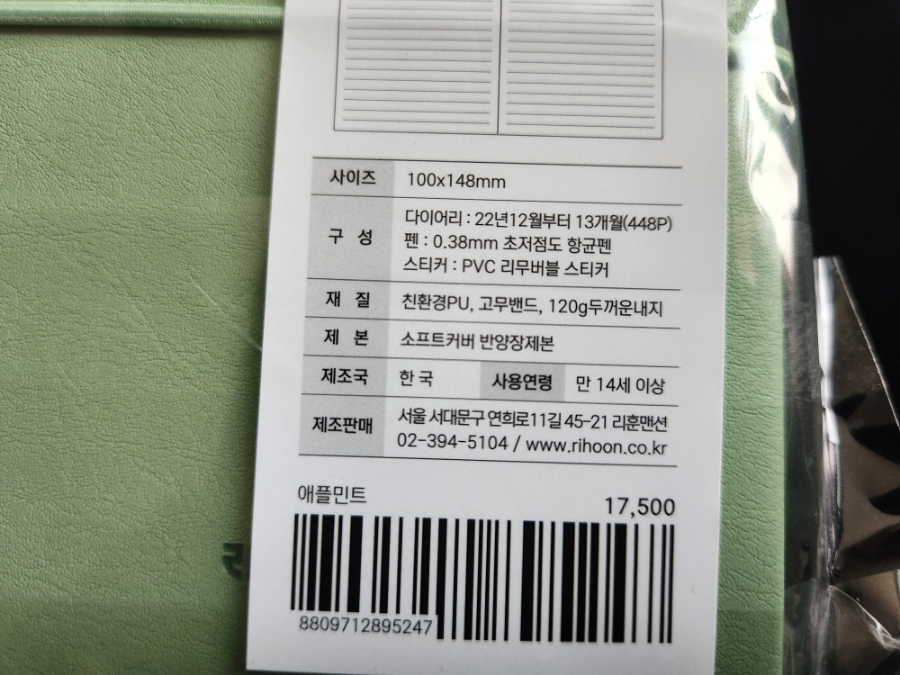 사이즈 100x148mm
구 성 다이어리 : 22년12월부터 13개월(448P)
펜 : 0.38mm 초저점도 항균펜
스티커 : PVC 리무버블 스티커
재 질 친환경PU, 고무밴드, 120g두꺼운내지
제 본 소프트커버 반양장제본
제조국 한 국 사용연령 만 14세 이상
제조판매 서울 서대문구 연희로11길 45-21 리훈맨션
02-394-5104 / www.rihoon.co.kr
애플민트 17,500
8809712895247